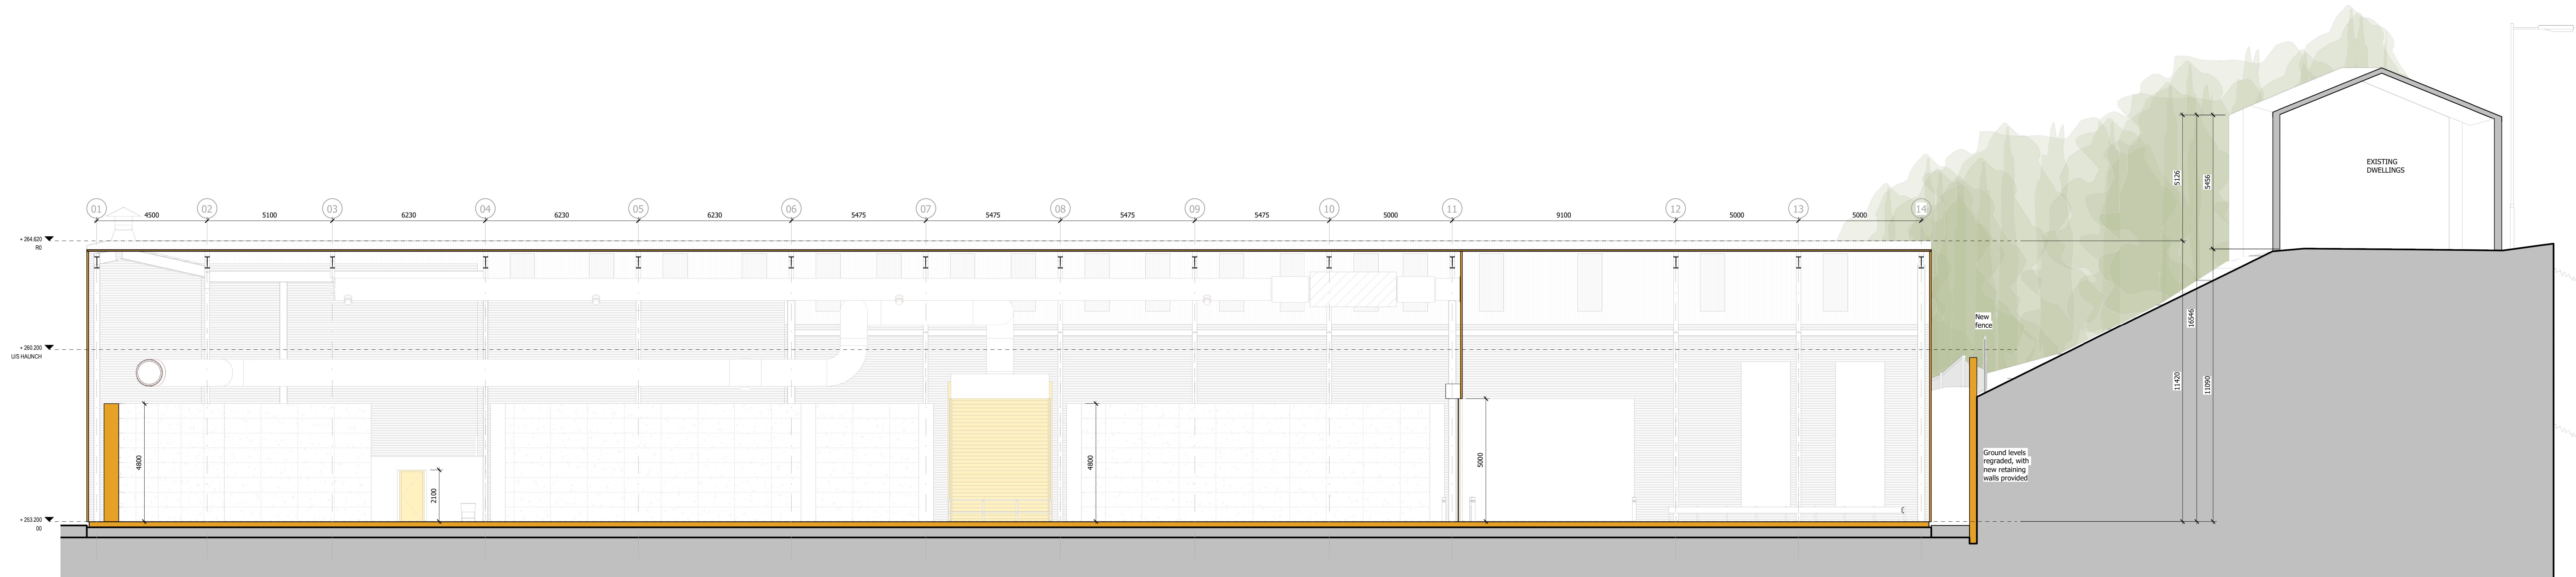 01 02 03 04 05 06 07 08 09 10 11 12 13 14
4500 5100 6230 6230 6230 5475 5475 5475 5475 5000 9100 5000 5000
+ 264.620
R0
+ 260.200
U/S HAUNCH
+ 253.200
00
4800
2100
4800
5000
New
fence
Ground levels
regraded, with
new retaining
walls provided
5126
5456
16546
11420
11090
EXISTING
DWELLINGS